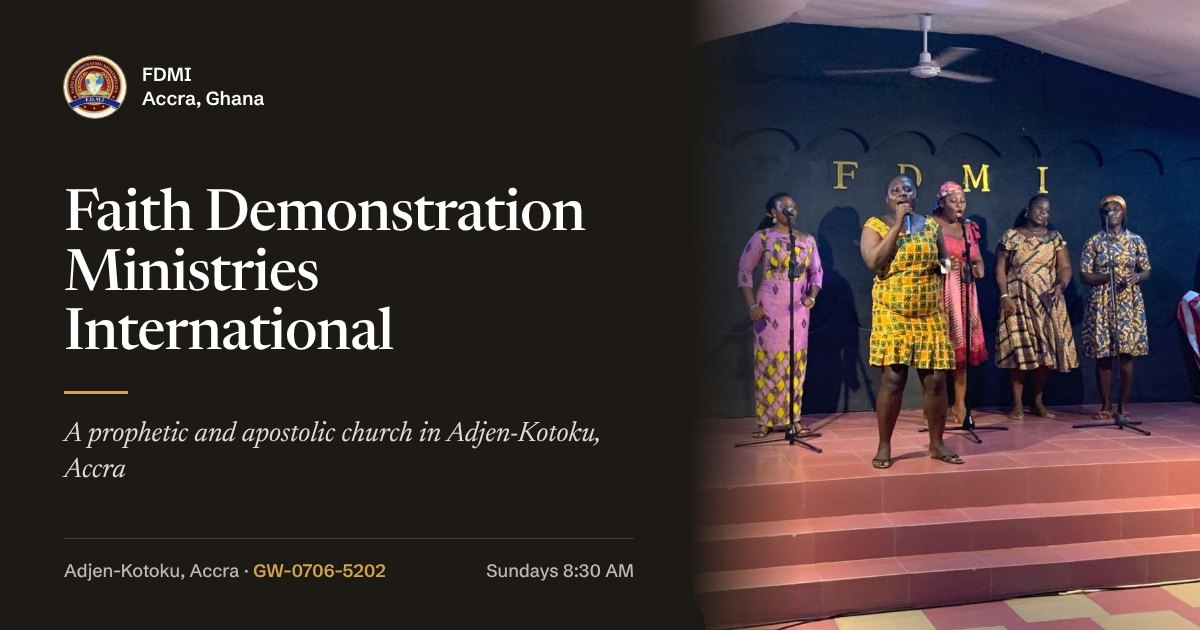 FDMI
Accra, Ghana
Faith Demonstration
Ministries
International
A prophetic and apostolic church in Adjen-Kotoku,
Accra
Adjen-Kotoku, Accra · GW-0706-5202
Sundays 8:30 AM
F D M I